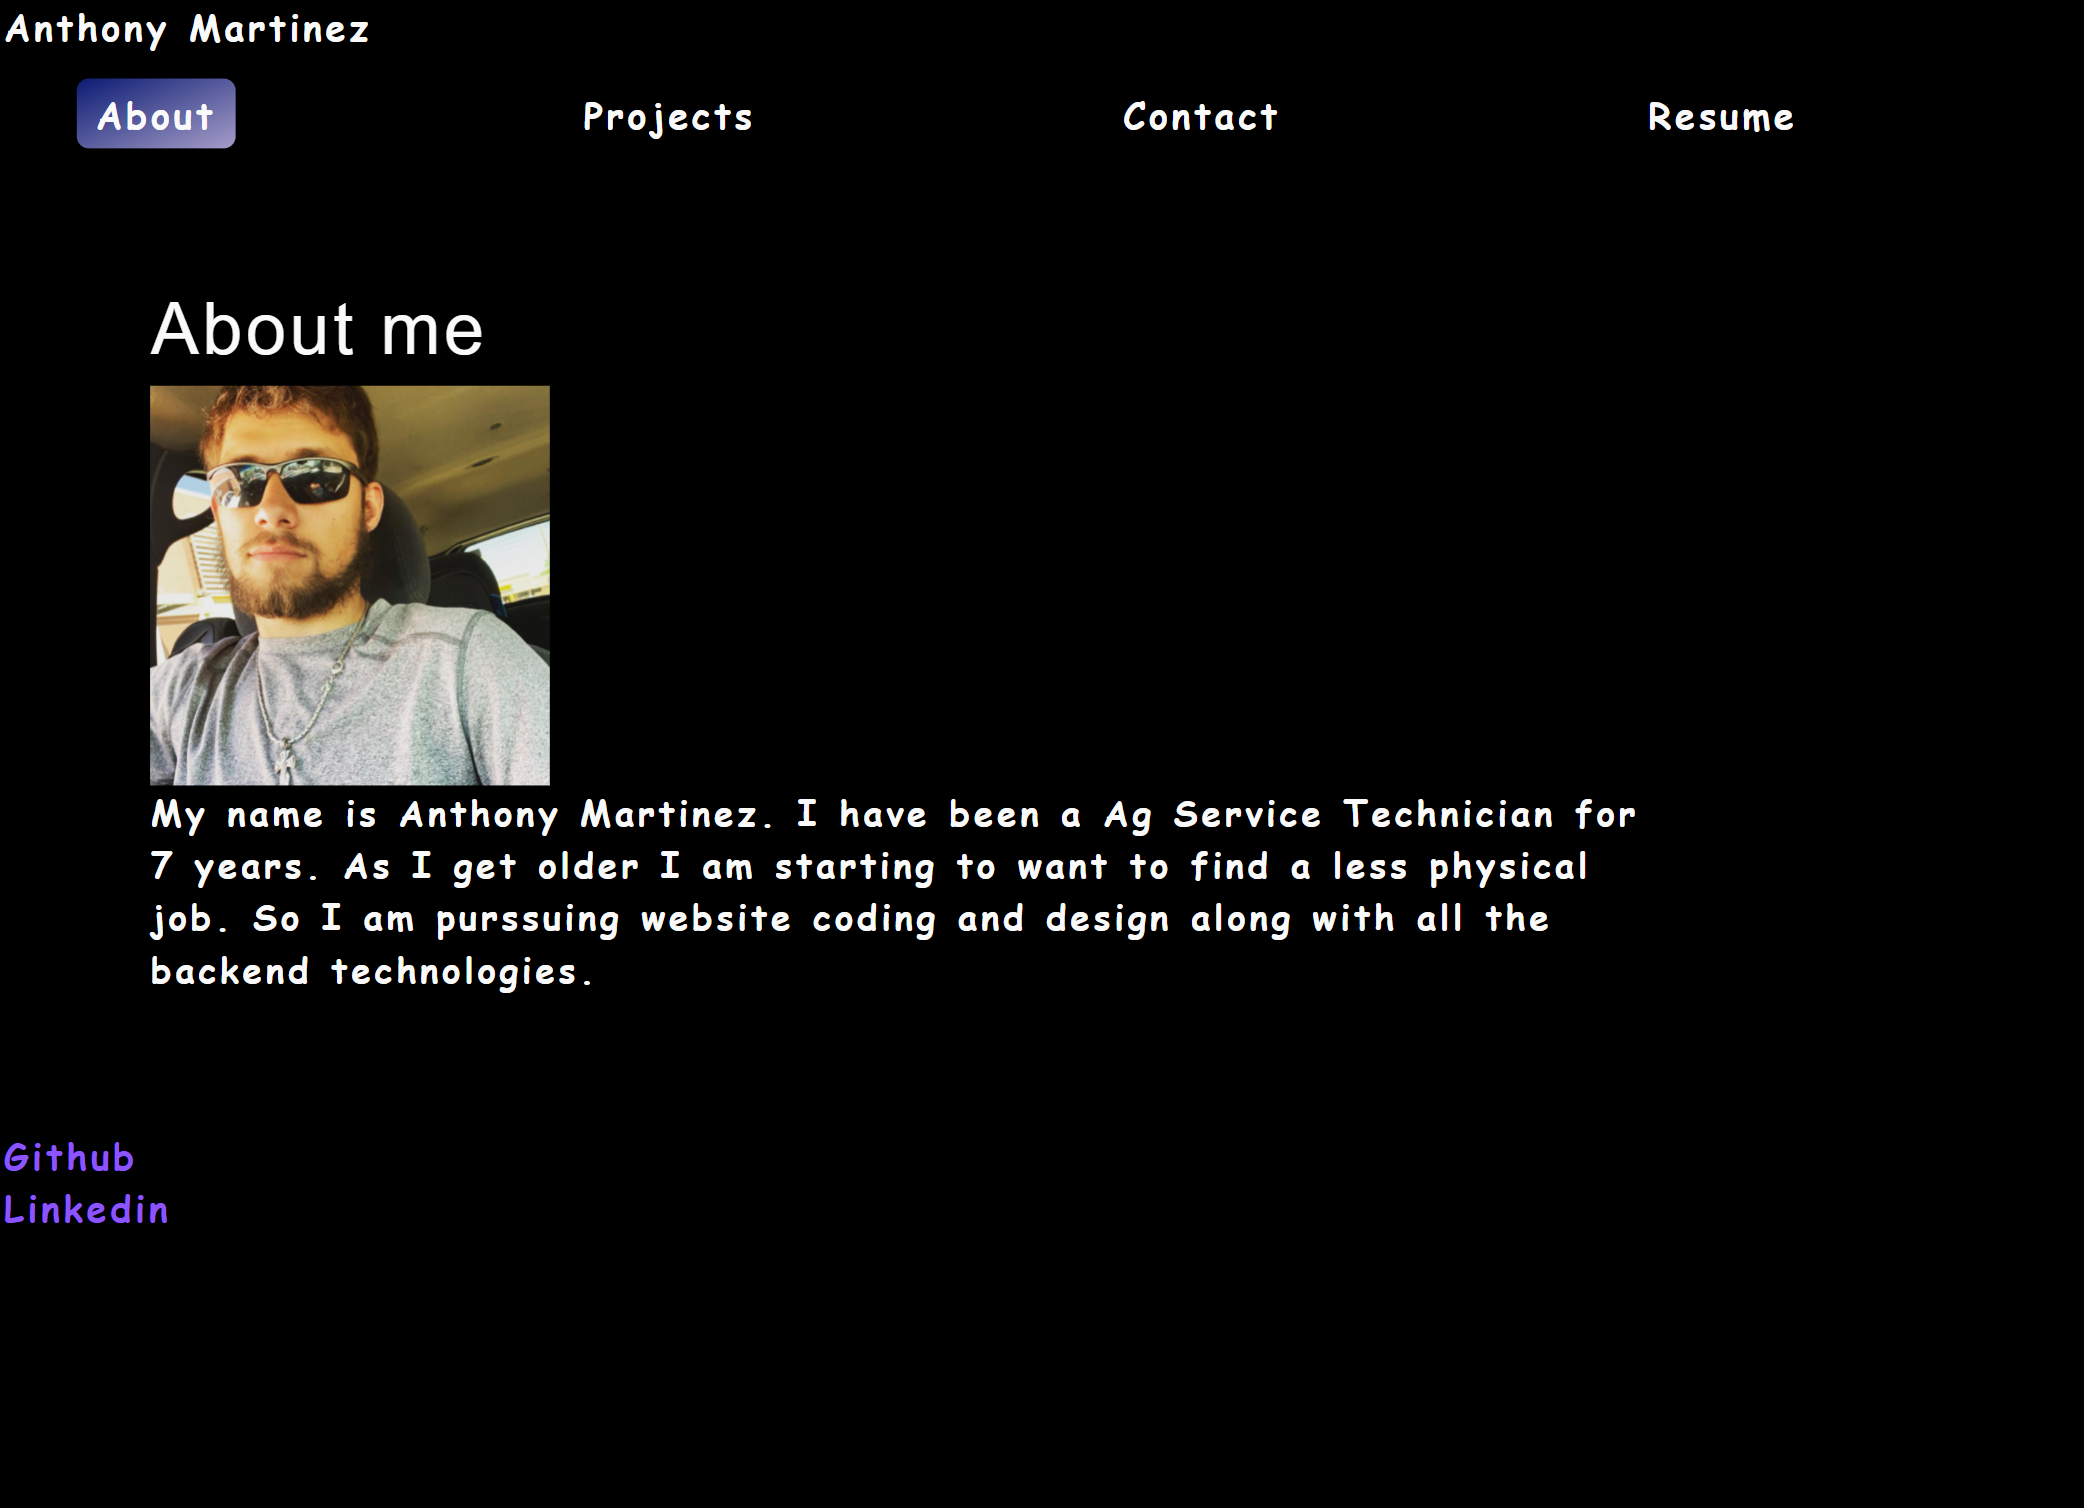 Anthony Martinez
About Projects Contact Resume
About me
My name is Anthony Martinez. I have been a Ag Service Technician for
7 years. As I get older I am starting to want to find a less physical
job. So I am purssuing website coding and design along with all the
backend technologies.
Github
Linkedin